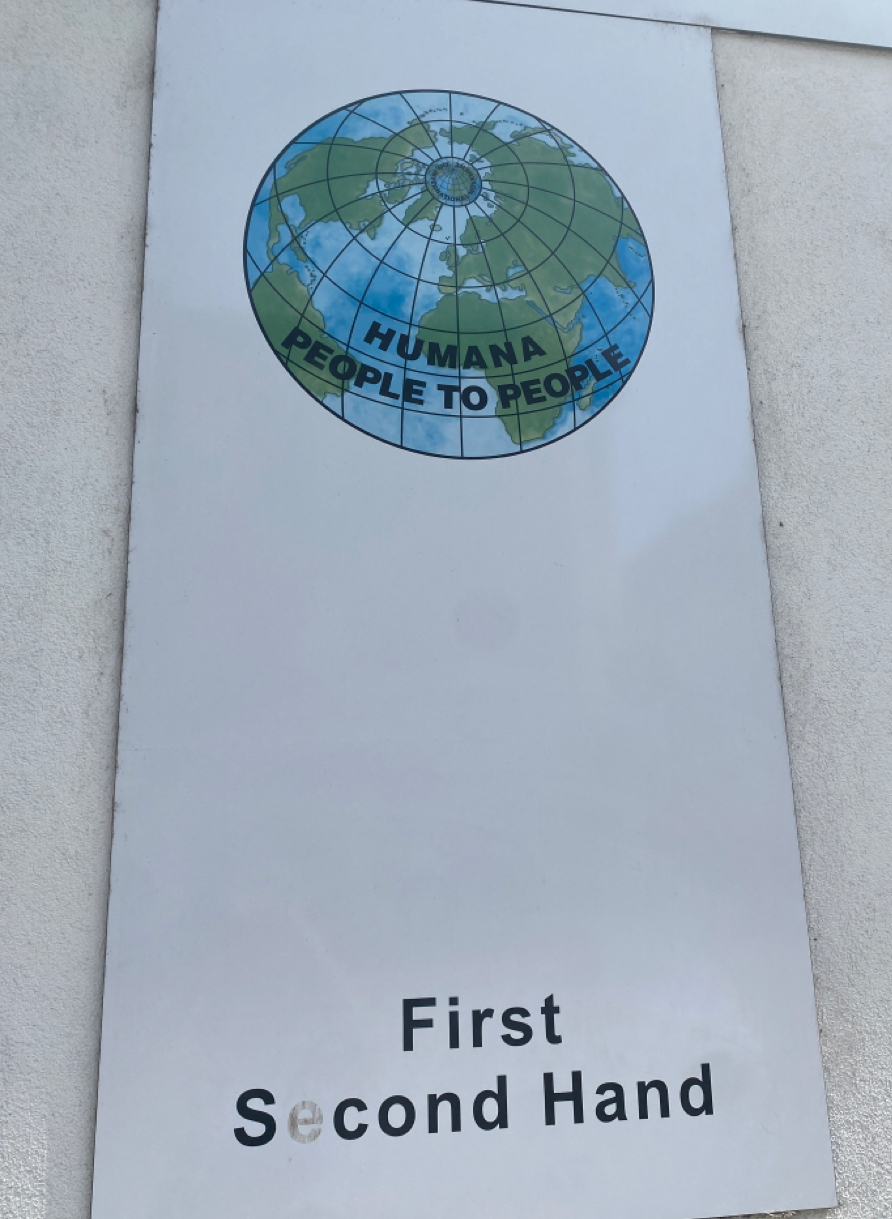 HUMANA
PEOPLE TO PEOPLE
First
Second Hand